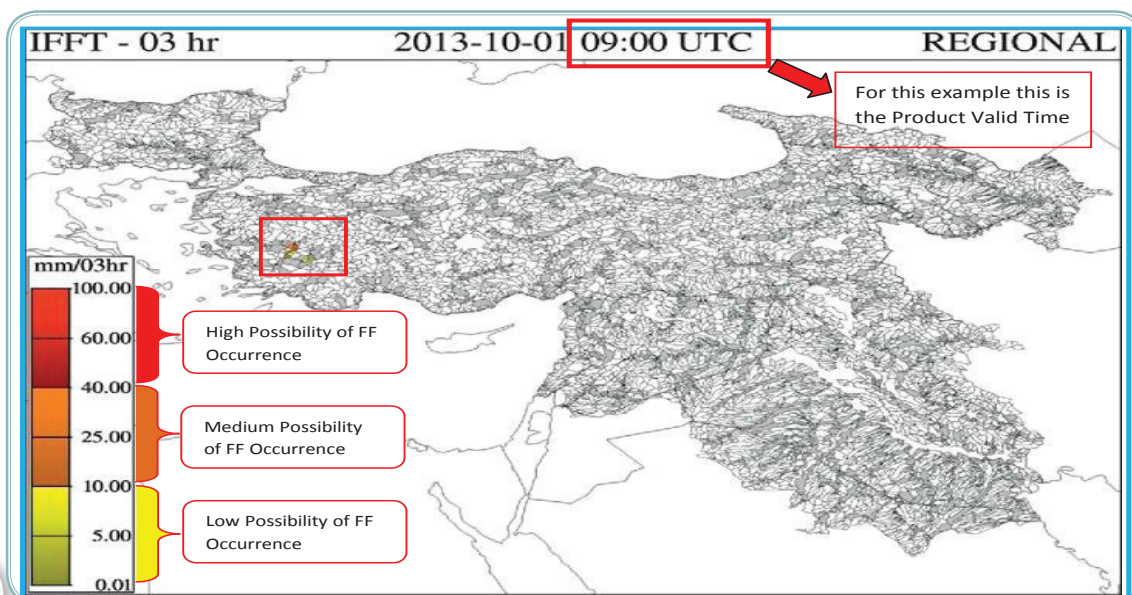 IFFT - 03 hr 2013-10-01 09:00 UTC REGIONAL
For this example this is
the Product Valid Time
mm/03hr
100.00
60.00
40.00
25.00
10.00
5.00
0.01
High Possibility of FF
Occurrence
Medium Possibility
of FF Occurrence
Low Possibility of FF
Occurrence